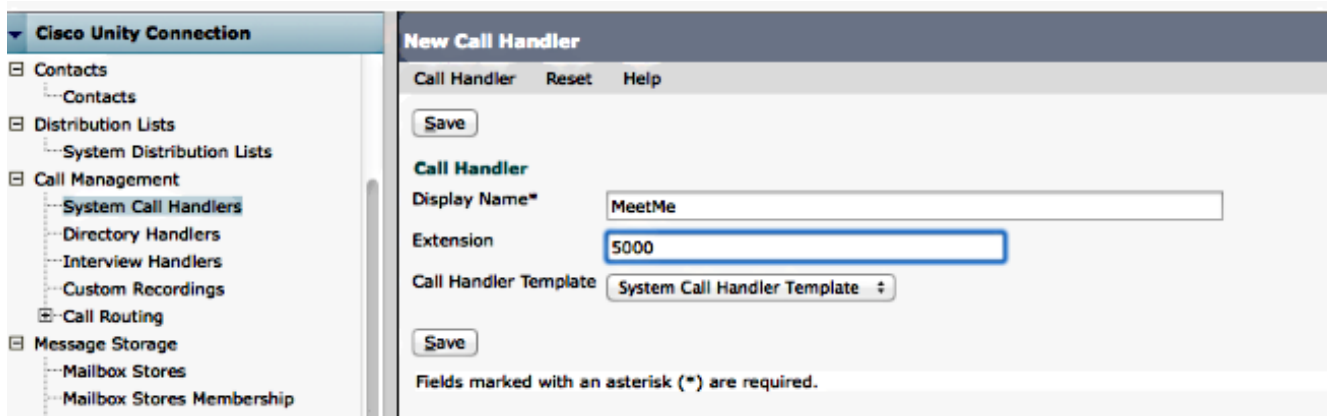 Cisco Unity Connection
Contacts
Contacts
Distribution Lists
System Distribution Lists
Call Management
System Call Handlers
Directory Handlers
Interview Handlers
Custom Recordings
Call Routing
Message Storage
Mailbox Stores
Mailbox Stores Membership
New Call Handler
Call Handler Reset Help
Save
Call Handler
Display Name* MeetMe
Extension 5000
Call Handler Template System Call Handler Template
Save
Fields marked with an asterisk (*) are required.